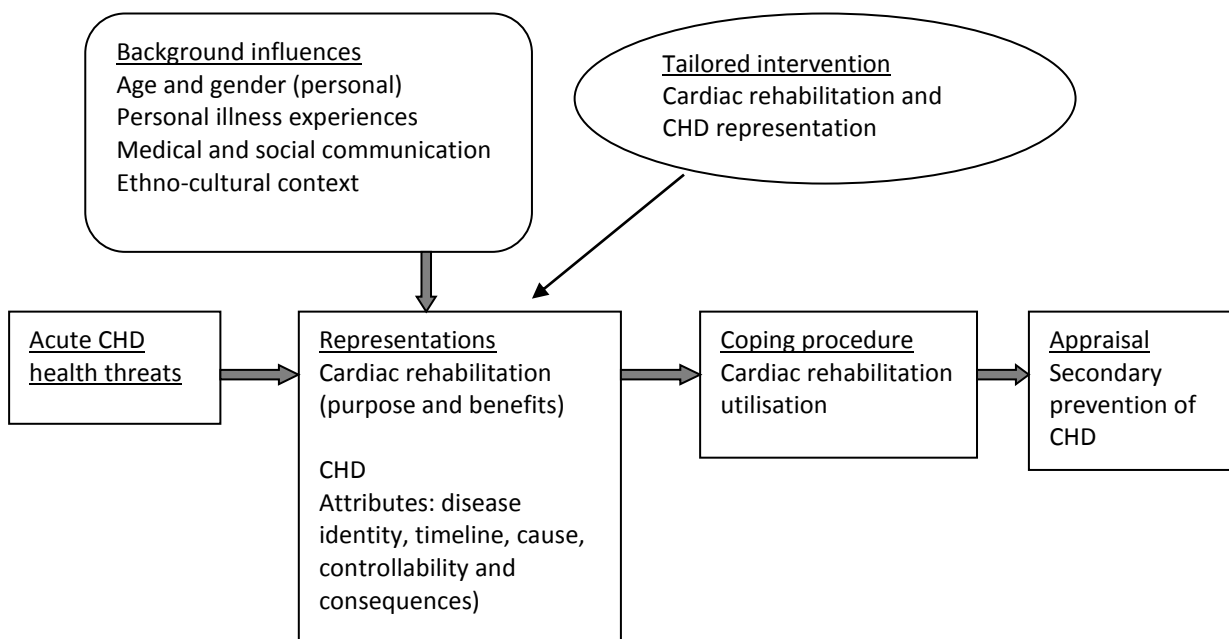 Background influences
Age and gender (personal)
Personal illness experiences
Medical and social communication
Ethno-cultural context
Tailored intervention
Cardiac rehabilitation and
CHD representation
Acute CHD
health threats
Representations
Cardiac rehabilitation
(purpose and benefits)
CHD
Attributes: disease
identity, timeline, cause,
controllability and
consequences)
Coping procedure
Cardiac rehabilitation
utilisation
Appraisal
Secondary
prevention of
CHD